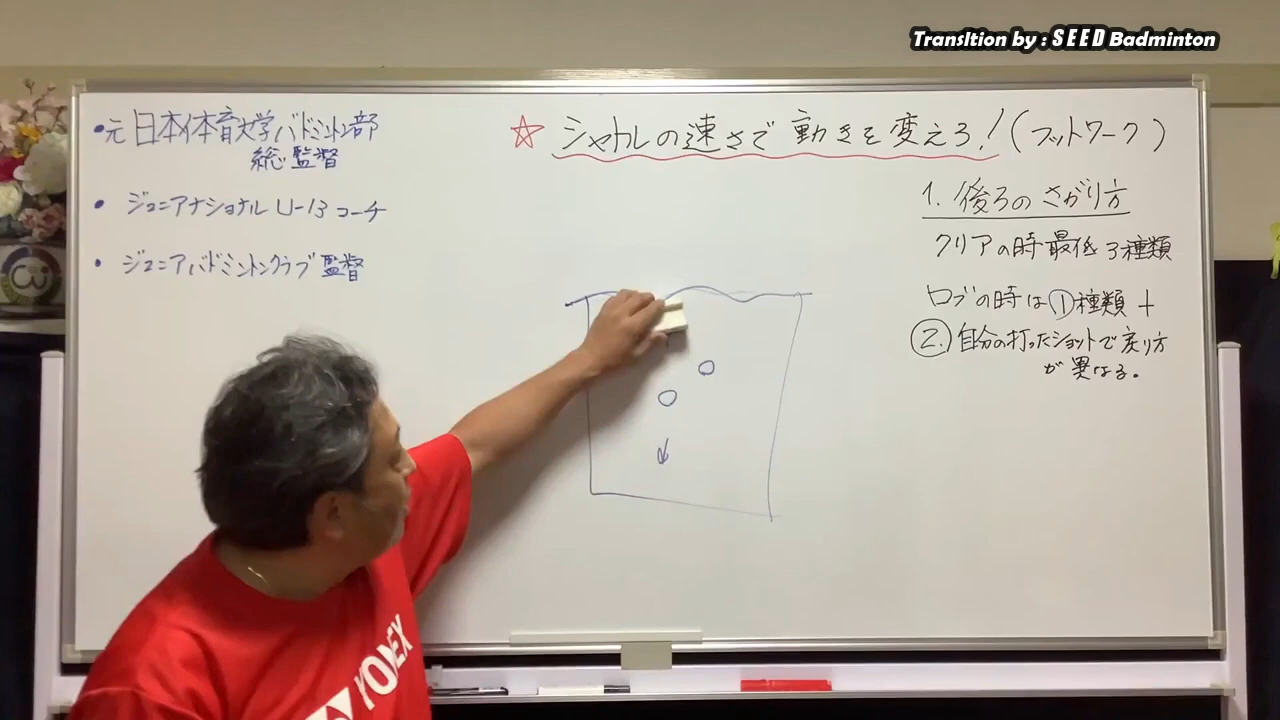 Transltion by : SEED Badminton
・元 日本体育大学バドミントン部
総監督
・ジュニアナショナル U-13 コーチ
・ジュニアバドミントンクラブ 監督
☆ シャトルの速さで 動きを変えろ！(フットワーク)
1. 後ろの さがり方
クリアの時 最低 3種類
ロブの時は ① 種類 +
②. 自分の打ったショットで 戻り方
が 異なる。
YONEX